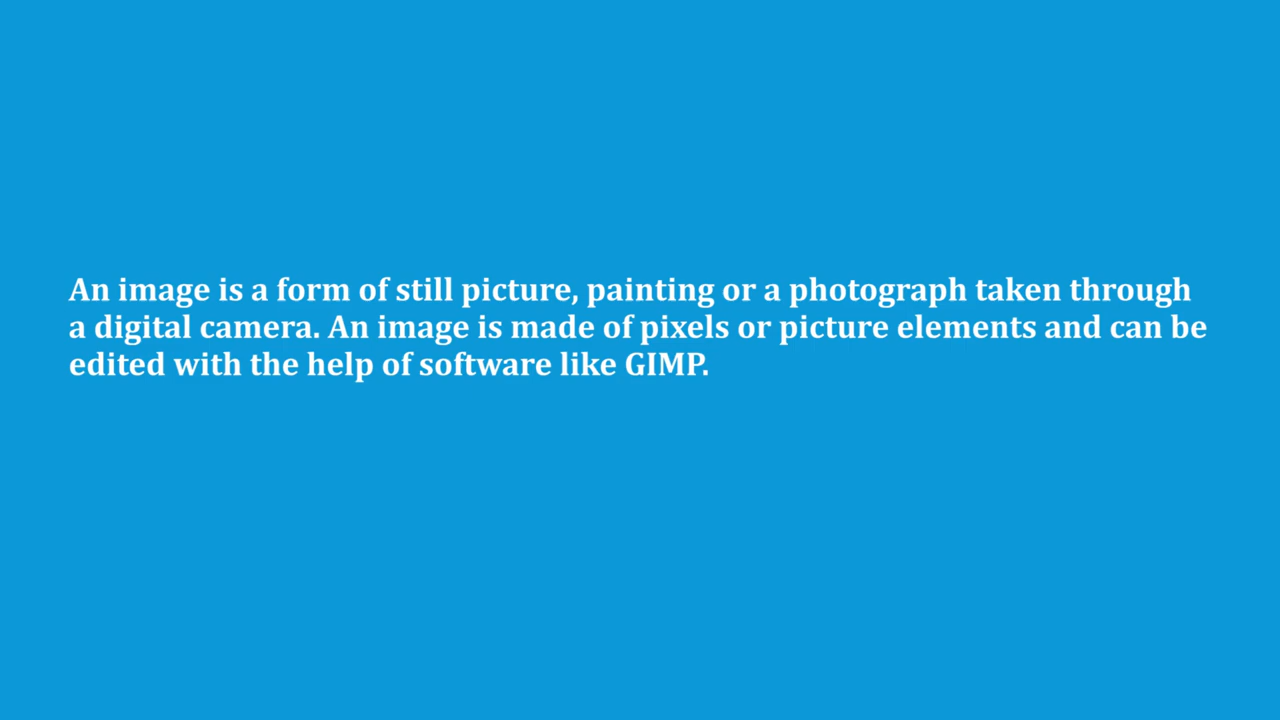 An image is a form of still picture, painting or a photograph taken through
a digital camera. An image is made of pixels or picture elements and can be
edited with the help of software like GIMP.